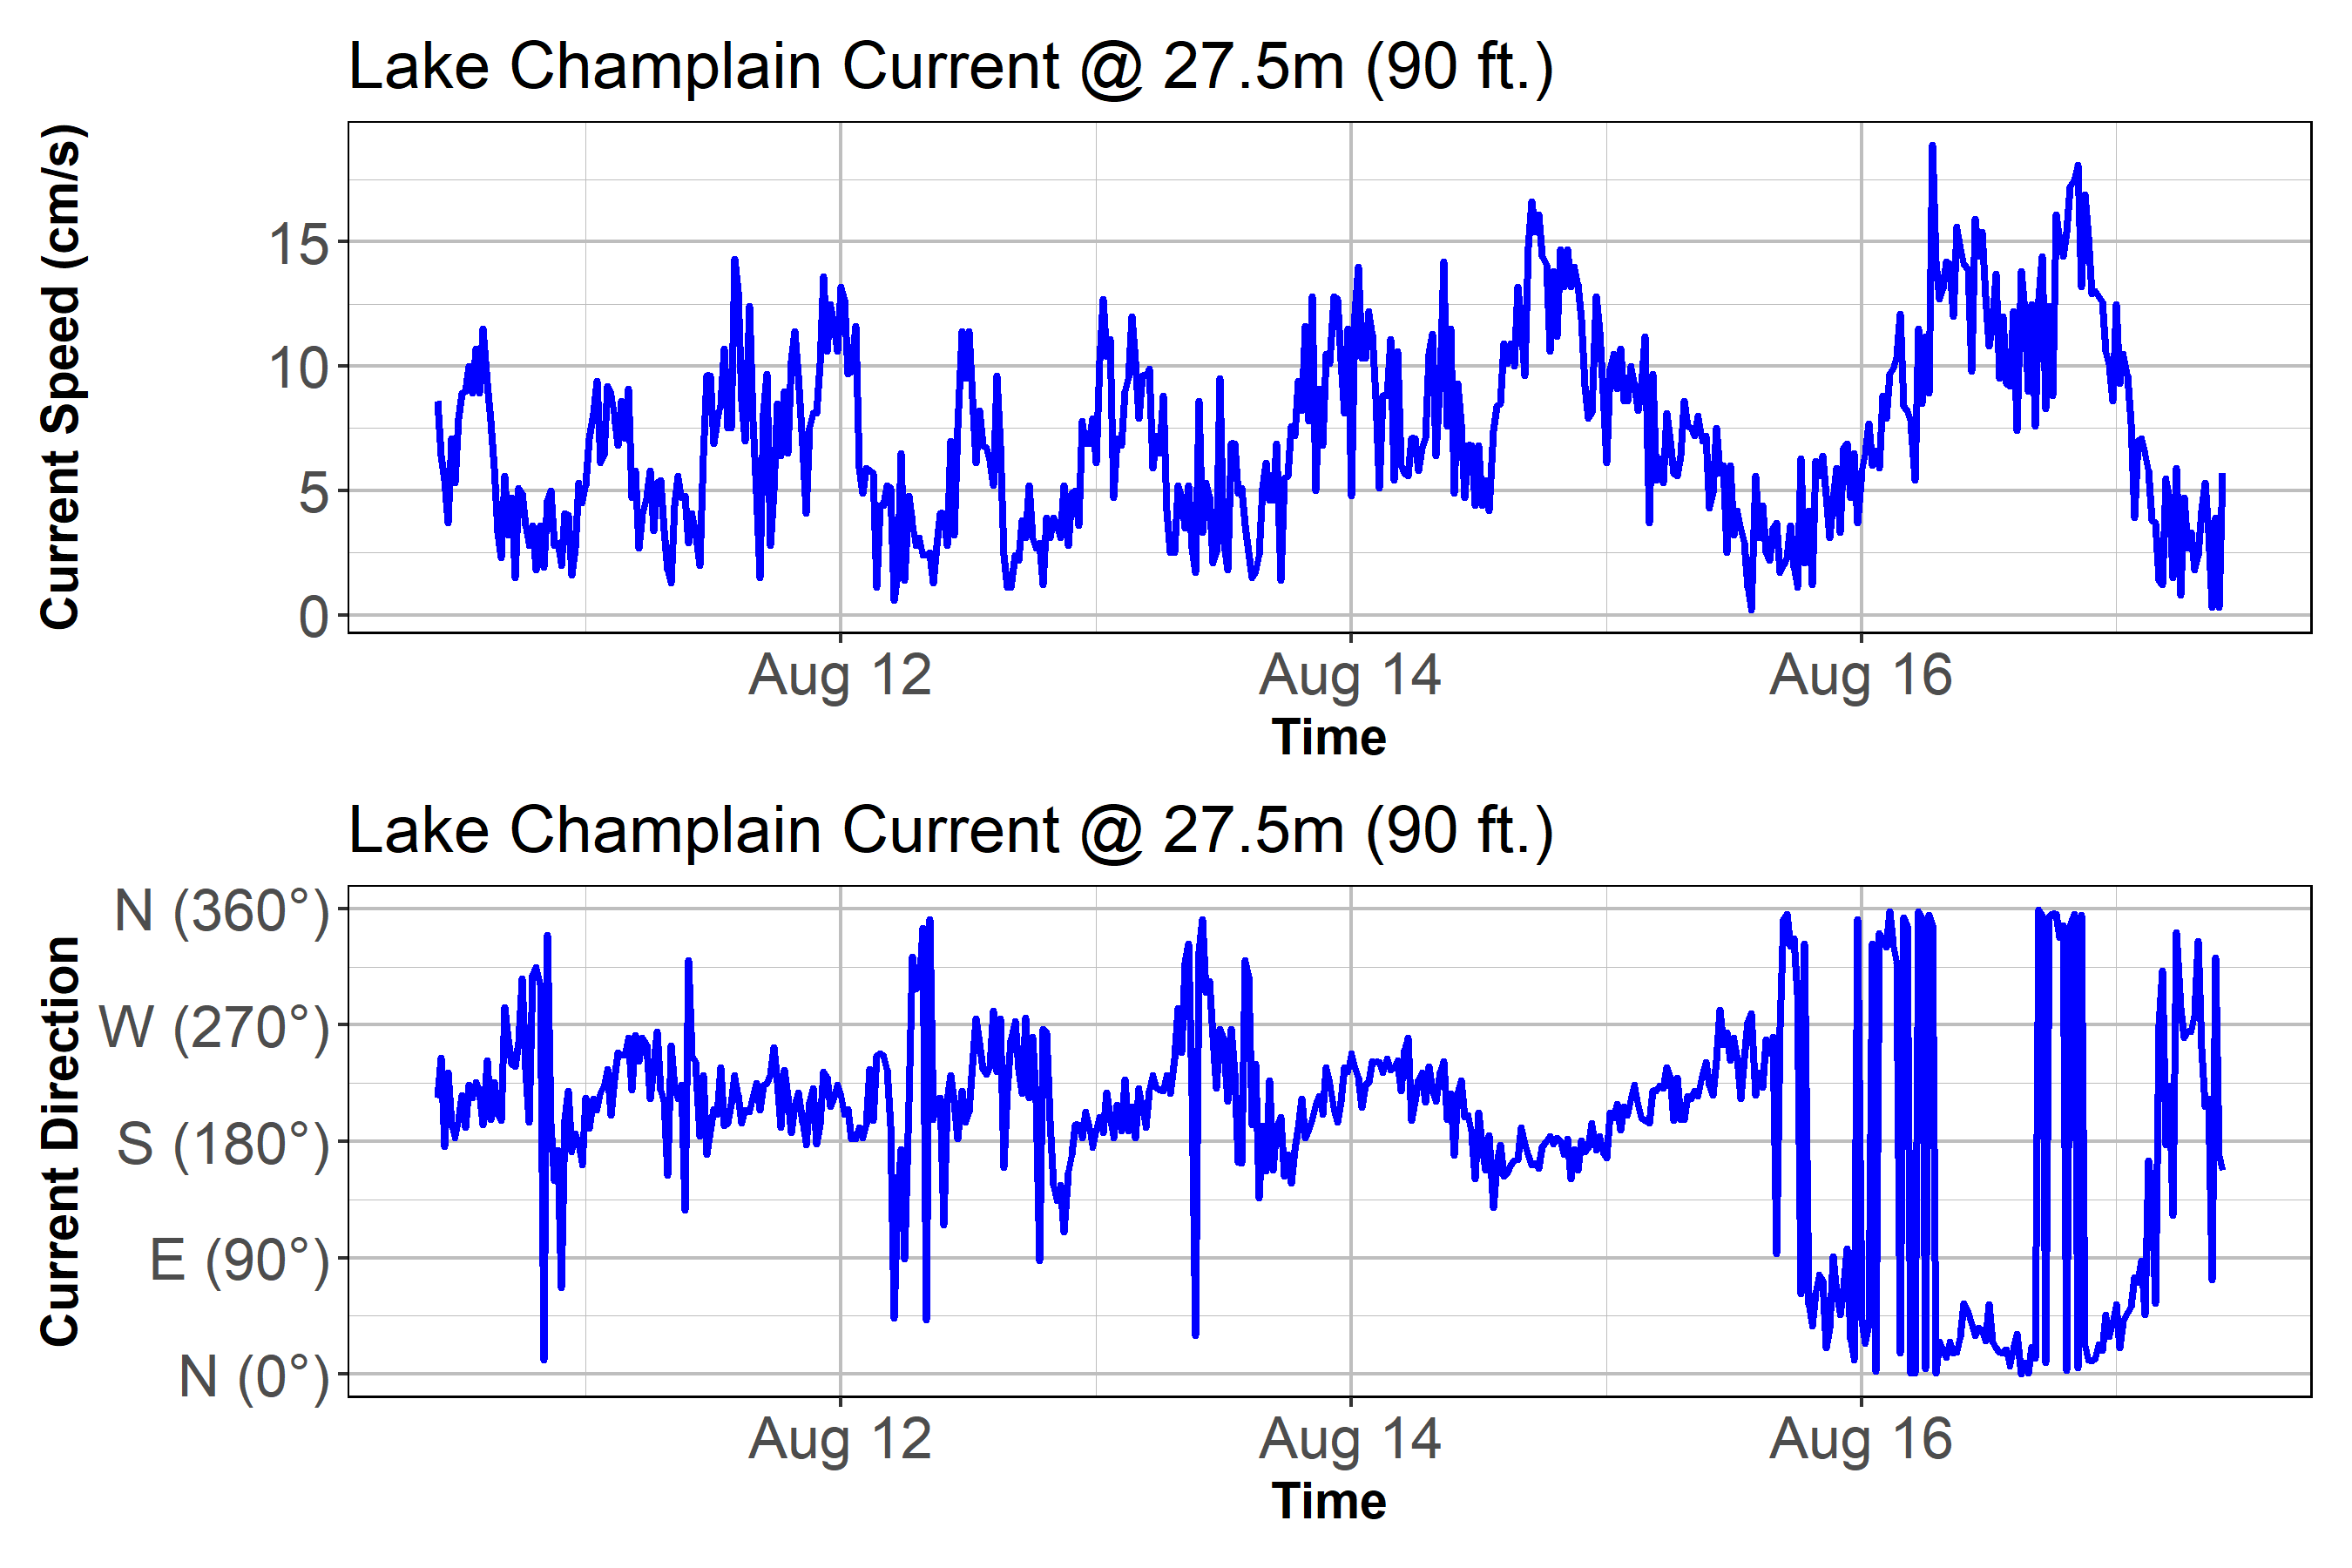 Lake Champlain Current @ 27.5m (90 ft.)
Current Speed (cm/s)
15
10
5
0
Aug 12 Aug 14 Aug 16
Time
Lake Champlain Current @ 27.5m (90 ft.)
Current Direction
N (360°)
W (270°)
S (180°)
E (90°)
N (0°)
Aug 12 Aug 14 Aug 16
Time